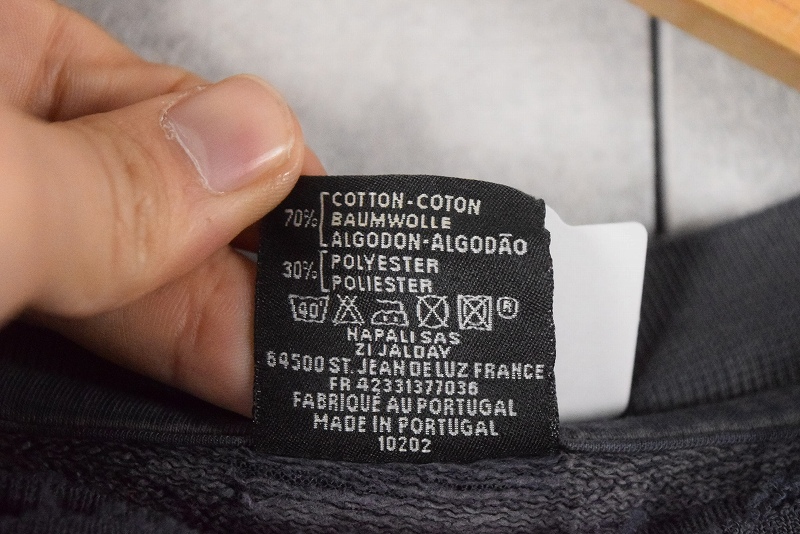 70% COTTON-COTON
BAUMWOLLE
ALGODON-ALGODÃO
30% POLYESTER
POLIESTER
40° ®
NAPALI SAS
ZI JALDAY
64500 ST. JEAN DE LUZ FRANCE
FR 42331377036
FABRIQUÉ AU PORTUGAL
MADE IN PORTUGAL
10202